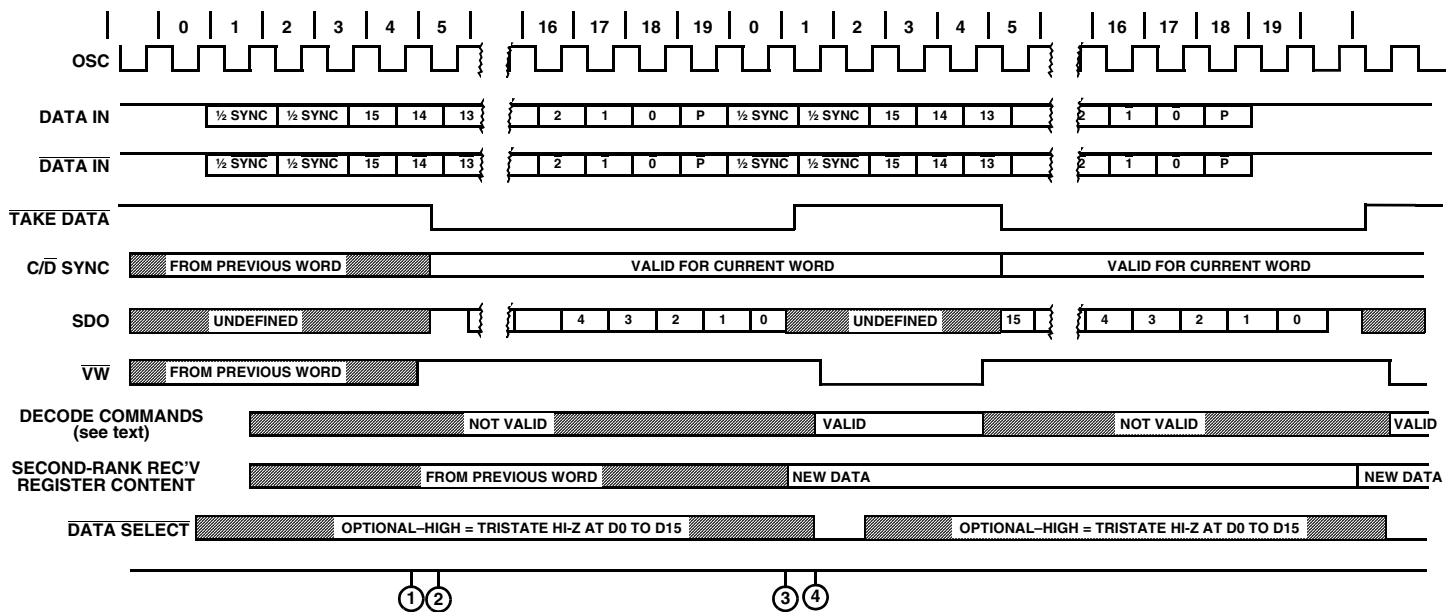 0 1 2 3 4 5 16 17 18 19 0 1 2 3 4 5 16 17 18 19
OSC
DATA IN ½ SYNC ½ SYNC 15 14 13 2 1 0 P ½ SYNC ½ SYNC 15 14 13 2 1 0 P
DATA IN ½ SYNC ½ SYNC 15 14 13 2 1 0 P ½ SYNC ½ SYNC 15 14 13 2 1 0 P
TAKE DATA
C/D SYNC FROM PREVIOUS WORD VALID FOR CURRENT WORD VALID FOR CURRENT WORD
SDO UNDEFINED 4 3 2 1 0 UNDEFINED 15 4 3 2 1 0
VW FROM PREVIOUS WORD
DECODE COMMANDS
(see text)
NOT VALID VALID NOT VALID VALID
SECOND-RANK REC'V
REGISTER CONTENT
FROM PREVIOUS WORD NEW DATA NEW DATA
DATA SELECT OPTIONAL–HIGH = TRISTATE HI-Z AT D0 TO D15 OPTIONAL–HIGH = TRISTATE HI-Z AT D0 TO D15
1 2 3 4